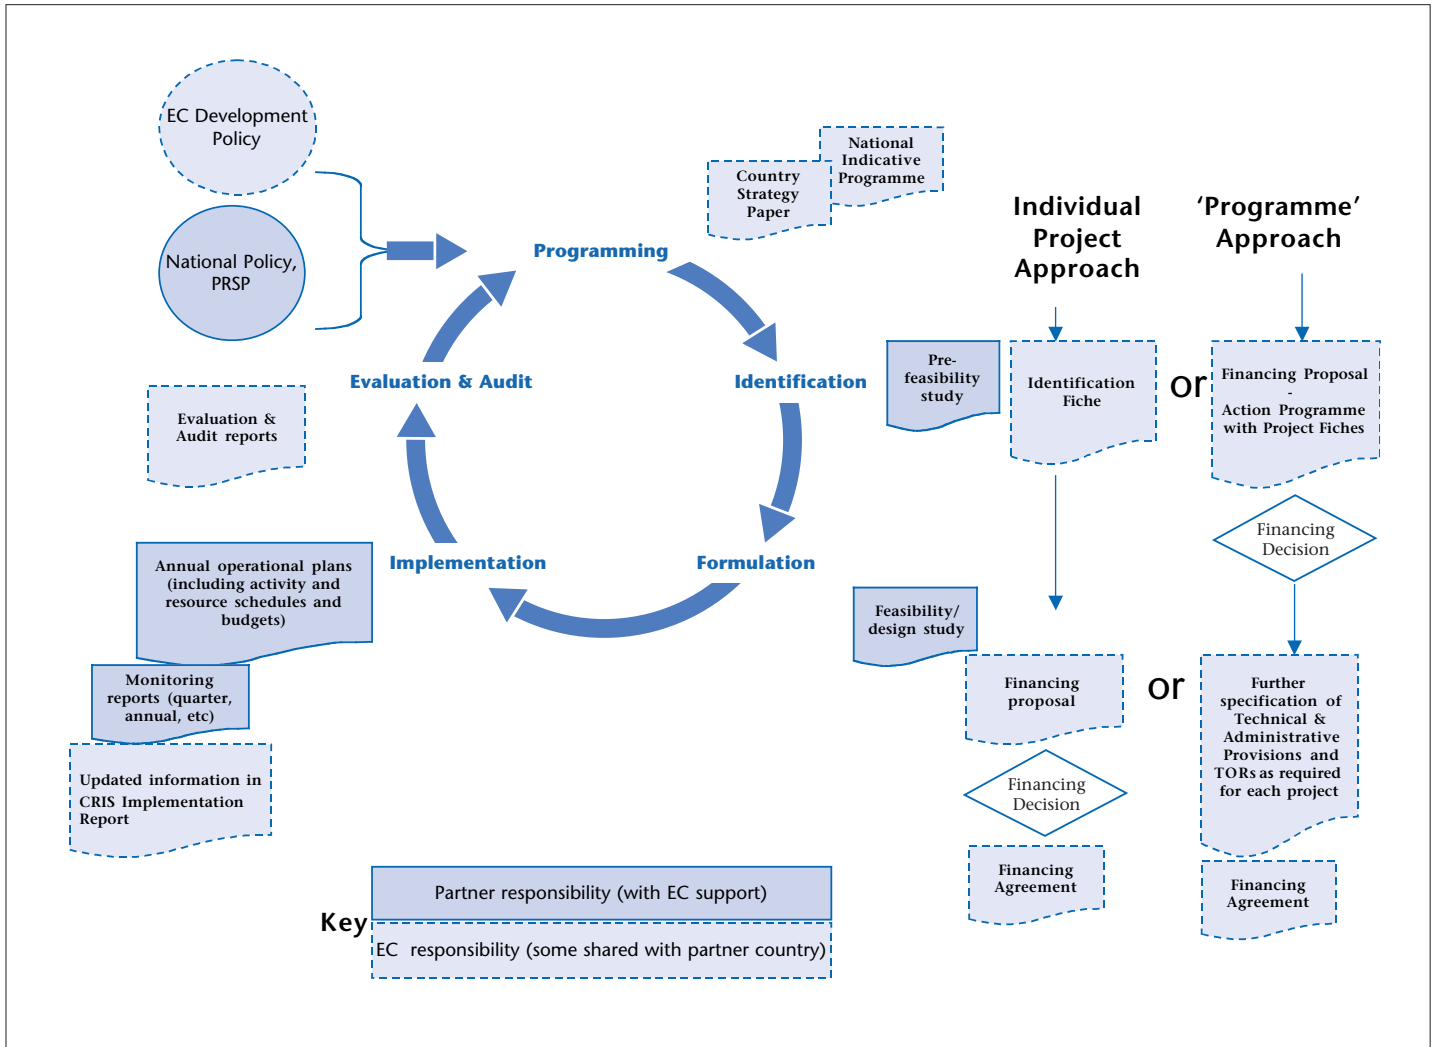 EC Development
Policy
National Policy,
PRSP
National
Indicative
Programme
Country
Strategy
Paper
Programming
Evaluation & Audit
Identification
Implementation
Formulation
Evaluation &
Audit reports
Annual operational plans
(including activity and
resource schedules and
budgets)
Monitoring
reports (quarter,
annual, etc)
Updated information in
CRIS Implementation
Report
Individual
Project
Approach
'Programme'
Approach
Pre-
feasibility
study
Identification
Fiche
or
Financing Proposal
-
Action Programme
with Project Fiches
Financing
Decision
Feasibility/
design study
Financing
proposal
or
Further
specification of
Technical &
Administrative
Provisions and
TORs as required
for each project
Financing
Decision
Financing
Agreement
Financing
Agreement
Key
Partner responsibility (with EC support)
EC responsibility (some shared with partner country)